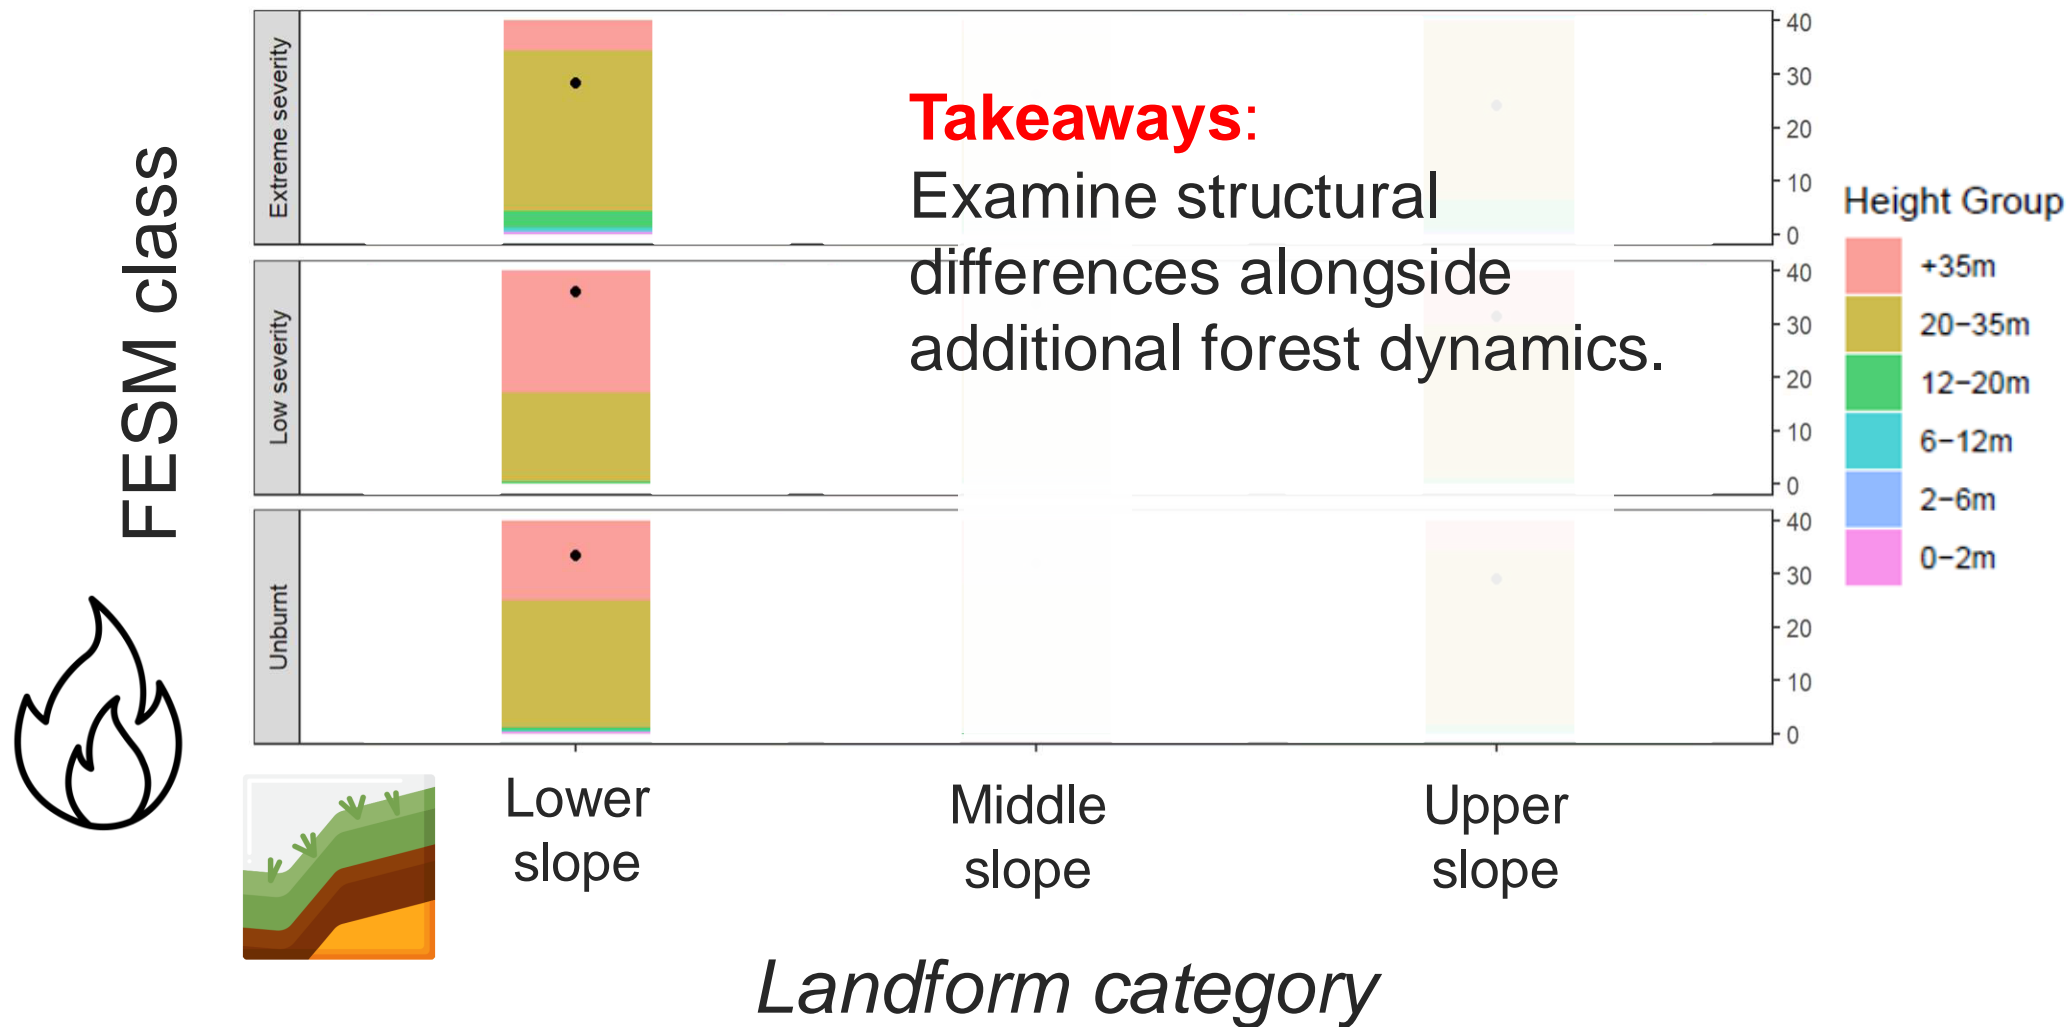 FESM class
Extreme severity
Low severity
Unburnt
40
30
20
10
0
40
30
20
10
0
40
30
20
10
0
Takeaways:
Examine structural
differences alongside
additional forest dynamics.
Height Group
+35m
20-35m
12-20m
6-12m
2-6m
0-2m
Lower
slope
Middle
slope
Upper
slope
Landform category